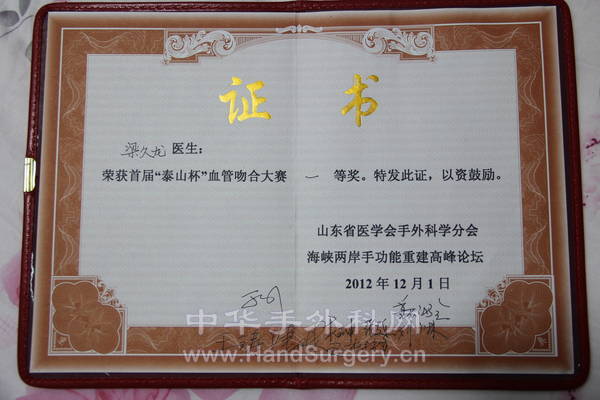 证 书
梁久龙 医生：
荣获首届“泰山杯”血管吻合大赛 一 等奖。特发此证，以资鼓励。
山东省医学会手外科学分会
海峡两岸手功能重建高峰论坛
2012 年 12 月 1 日
中华手外科网
www.HandSurgery.cn